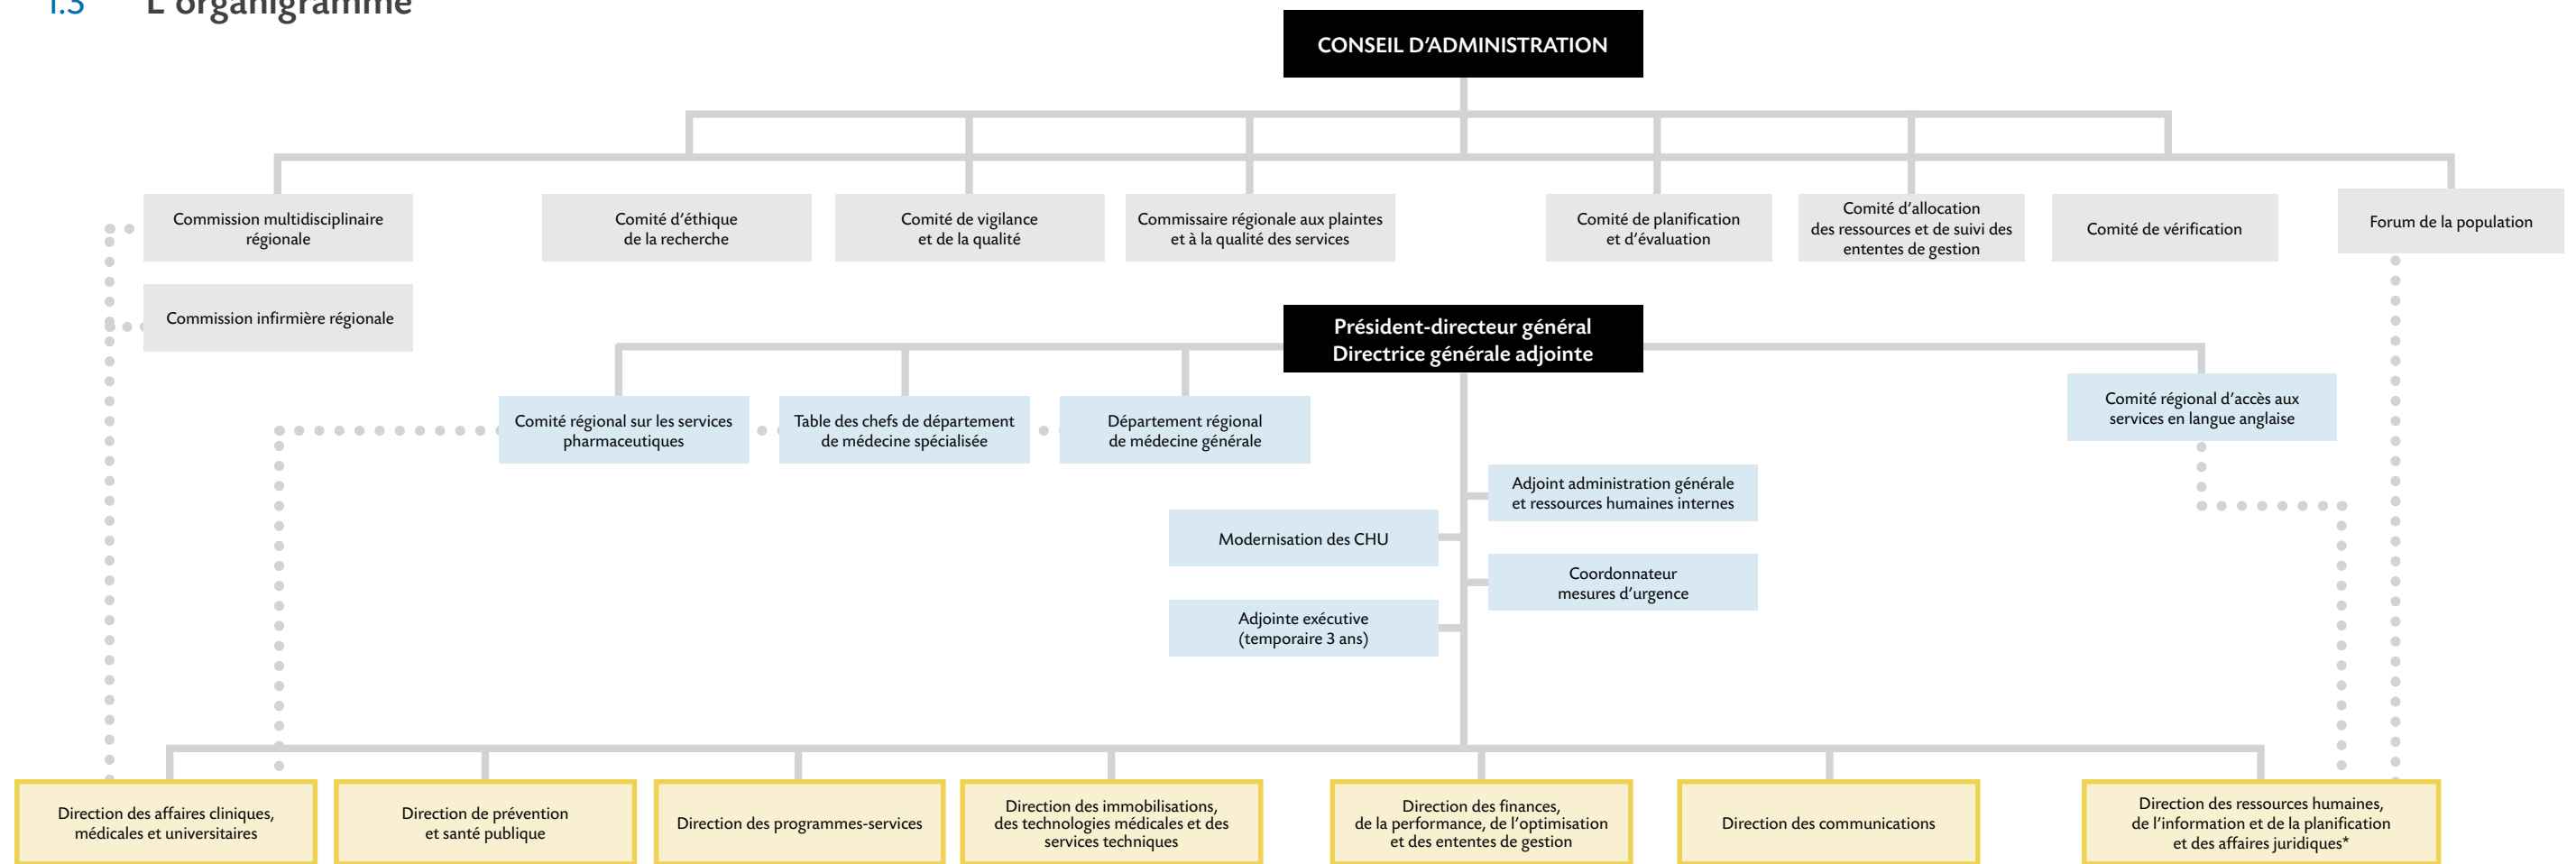 1.3 L'organigramme
CONSEIL D'ADMINISTRATION
Commission multidisciplinaire
régionale
Comité d'éthique
de la recherche
Comité de vigilance
et de la qualité
Commissaire régionale aux plaintes
et à la qualité des services
Comité de planification
et d'évaluation
Comité d'allocation
des ressources et de suivi des
ententes de gestion
Comité de vérification
Forum de la population
Commission infirmière régionale
Président-directeur général
Directrice générale adjointe
Comité régional sur les services
pharmaceutiques
Table des chefs de département
de médecine spécialisée
Département régional
de médecine générale
Comité régional d'accès aux
services en langue anglaise
Adjoint administration générale
et ressources humaines internes
Modernisation des CHU
Coordonnateur
mesures d'urgence
Adjointe exécutive
(temporaire 3 ans)
Direction des affaires cliniques,
médicales et universitaires
Direction de prévention
et santé publique
Direction des programmes-services
Direction des immobilisations,
des technologies médicales et des
services techniques
Direction des finances,
de la performance, de l'optimisation
et des ententes de gestion
Direction des communications
Direction des ressources humaines,
de l'information et de la planification
et des affaires juridiques*